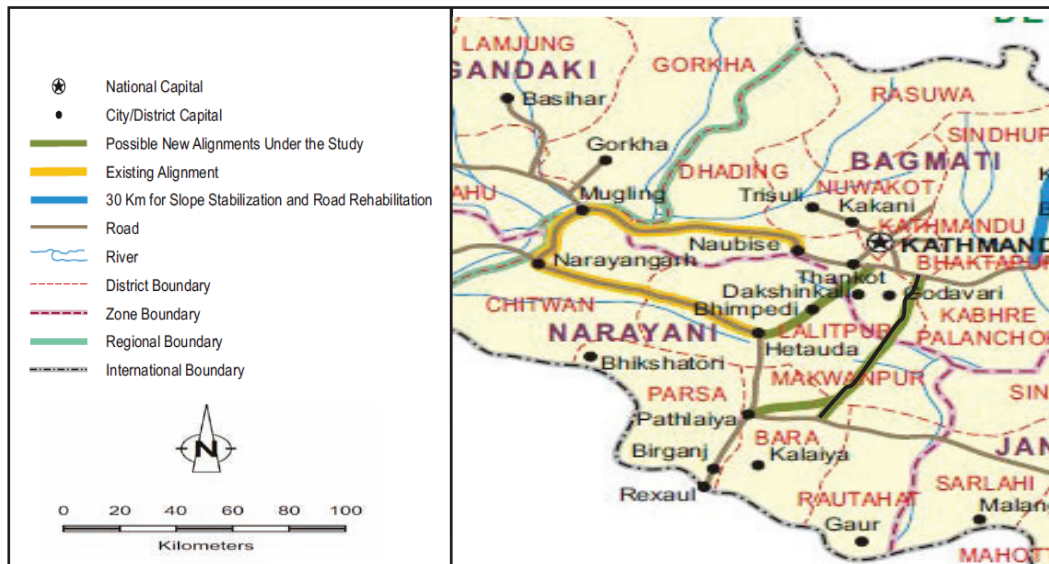 National Capital
City/District Capital
Possible New Alignments Under the Study
Existing Alignment
30 Km for Slope Stabilization and Road Rehabilitation
Road
River
District Boundary
Zone Boundary
Regional Boundary
International Boundary
N
0 20 40 60 80 100
Kilometers
DE
LAMJUNG
GANDAKI
GORKHA
Basihar
RASUWA
SINDHUP
Gorkha
BAGMATI
DHADING
AHU
Mugling
Trisuli
NUWAKOT
Kakani
KATHMANDU
Naubise
KATHMAND
Narayangarh
Thankot
BHAKTAPUR
Dakshinkali
Godavari
CHITWAN
Bhimpedi
KABHRE
NARAYANI
LALITPUR
PALANCHO
Hetauda
Bhikshatori
MAKWANPUR
PARSA
SIN
Pathlaiya
BARA
JAN
Birganj
Kalaiya
Rexaul
RAUTAHAT
SARLAHI
Malang
Gaur
MAHOTT